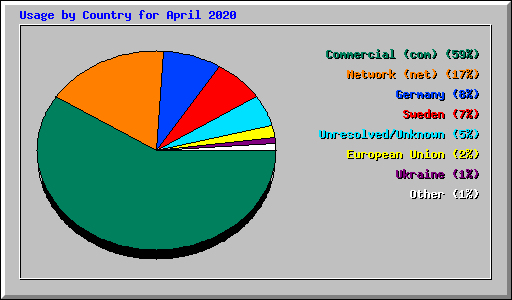 Usage by Country for April 2020
Commercial (com) (59%)
Network (net) (17%)
Germany (8%)
Sweden (7%)
Unresolved/Unknown (5%)
European Union (2%)
Ukraine (1%)
Other (1%)